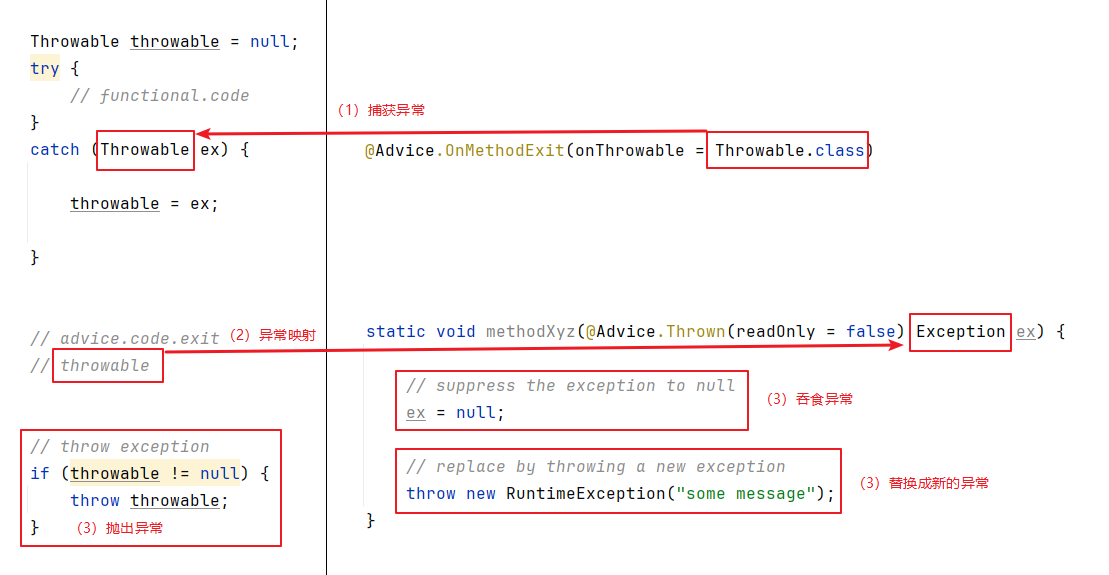 Throwable throwable = null;
try {
// functional.code
}
catch (Throwable ex) {
throwable = ex;
}
// advice.code.exit
// throwable
// throw exception
if (throwable != null) {
throw throwable;
}
(3)抛出异常
(1)捕获异常
@Advice.OnMethodExit(onThrowable = Throwable.class)
(2)异常映射
static void methodXyz(@Advice.Thrown(readOnly = false) Exception ex) {
// suppress the exception to null
ex = null;
(3)吞食异常
// replace by throwing a new exception
throw new RuntimeException("some message");
(3)替换成新的异常
}